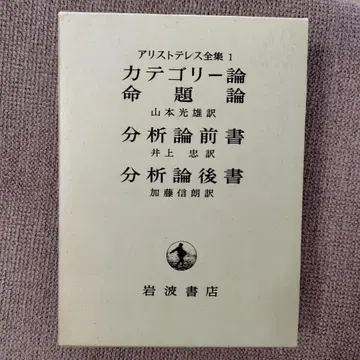 アリストテレス全集 1
カテゴリー論
命題論
山本光雄訳
分析論前書
井上 忠訳
分析論後書
加藤信朗訳
岩波書店